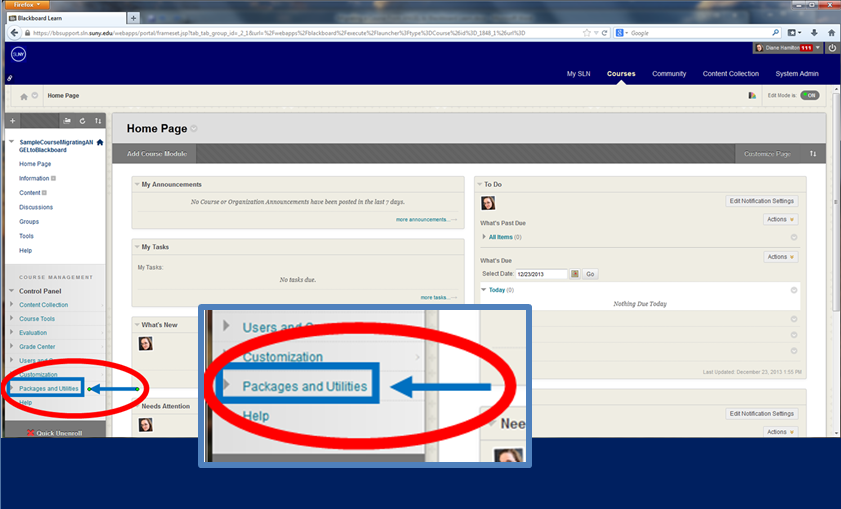 Firefox
Blackboard Learn
https://bbsupport.sln.suny.edu/webapps/portal/frameset.jsp?tab_tab_group_id=_2_1&url=%2Fwebapps%2Fblackboard%2Fexecute%2Flauncher%3Ftype%3DCourse%26id%3D_1848_1%26url%3D
Google
SLNY
Diane Hamilton 111
My SLN Courses Community Content Collection System Admin
Home Page
Edit Mode is: ON
SampleCourseMigratingAN
GELtoBlackboard
Home Page
Information
Content
Discussions
Groups
Tools
Help
COURSE MANAGEMENT
Control Panel
Content Collection
Course Tools
Evaluation
Grade Center
Users and
Customization
Packages and Utilities
Help
Quick Unenroll
Home Page
Add Course Module
Customize Page
My Announcements
No Course or Organization Announcements have been posted in the last 7 days.
more announcements...
My Tasks
My Tasks:
No tasks due.
more tasks...
What's New
Needs Attention
To Do
Edit Notification Settings
Actions
What's Past Due
All Items (0)
Actions
What's Due
Select Date: 12/23/2013 Go
Today (0)
Nothing Due Today
Last Updated: December 23, 2013 1:55 PM
Edit Notification Settings
Actions
Users and
Customization
Packages and Utilities
Help
Nee